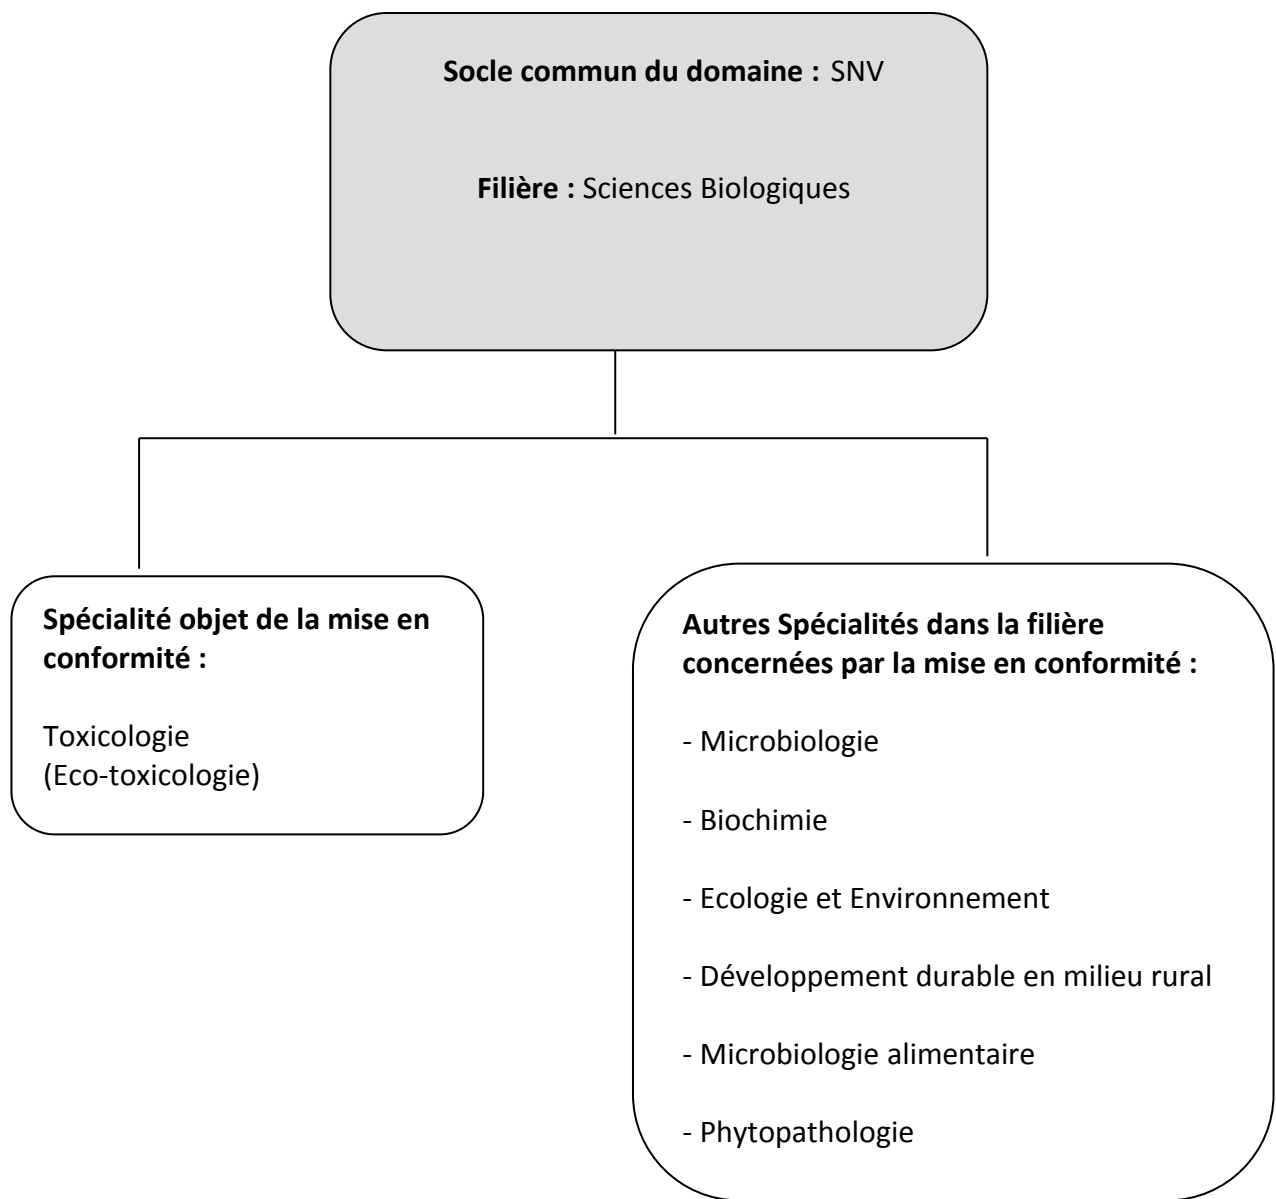 Socle commun du domaine : SNV
Filière : Sciences Biologiques
Spécialité objet de la mise en
conformité :
Toxicologie
(Eco-toxicologie)
Autres Spécialités dans la filière
concernées par la mise en conformité :
- Microbiologie
- Biochimie
- Ecologie et Environnement
- Développement durable en milieu rural
- Microbiologie alimentaire
- Phytopathologie